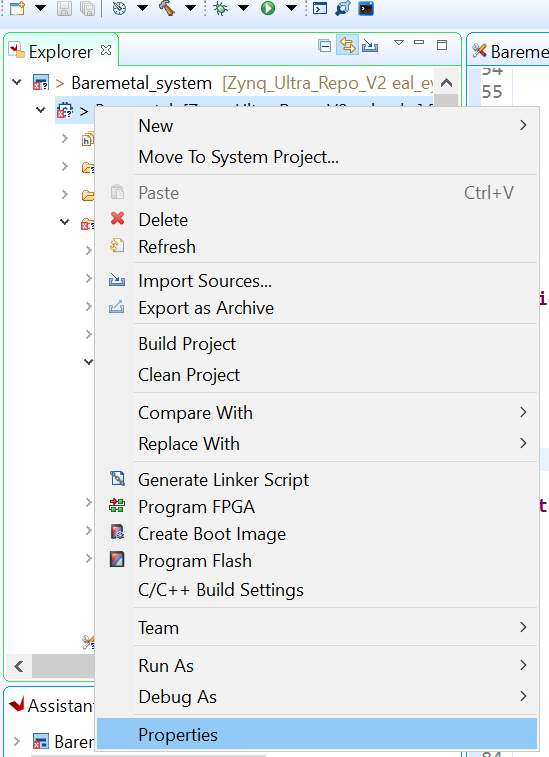 Explorer
Bareme
> Baremetal_system [Zynq_Ultra_Repo_V2 eal_ey
54
55
>
New
Move To System Project...
Paste Ctrl+V
Delete
Refresh
Import Sources...
Export as Archive
i
Build Project
Clean Project
Compare With
Replace With
Generate Linker Script
Program FPGA
t
Create Boot Image
Program Flash
C/C++ Build Settings
Team
Run As
Debug As
Assistan
Properties
Barer
84